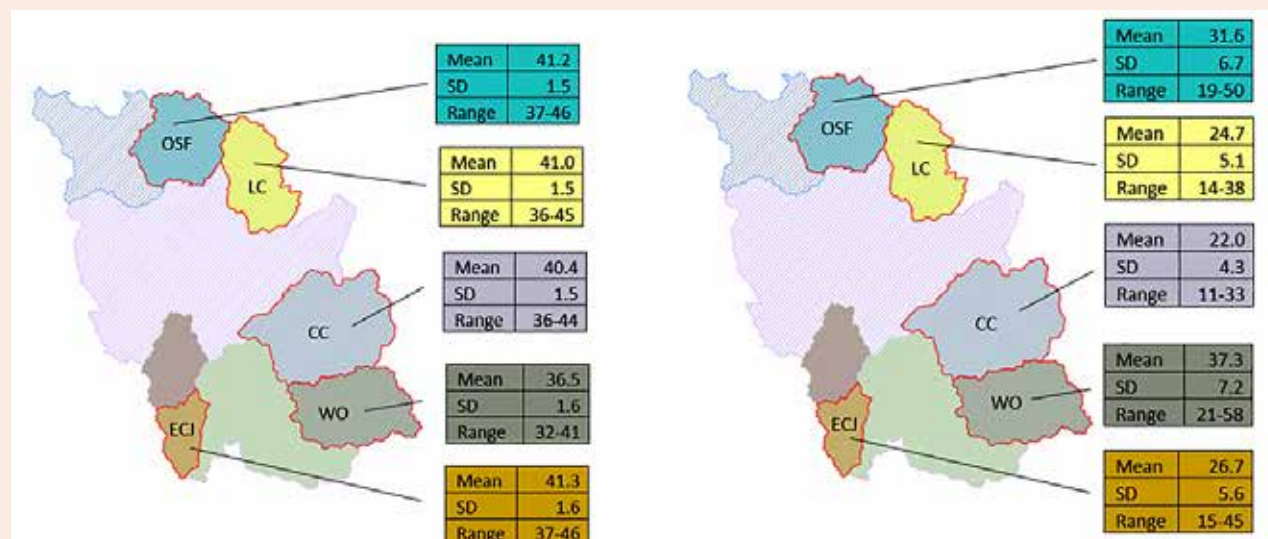 OSF
LC
CC
WO
ECJ
Mean 41.2
SD 1.5
Range 37-46
Mean 41.0
SD 1.5
Range 36-45
Mean 40.4
SD 1.5
Range 36-44
Mean 36.5
SD 1.6
Range 32-41
Mean 41.3
SD 1.6
Range 37-46
OSF
LC
CC
WO
ECJ
Mean 31.6
SD 6.7
Range 19-50
Mean 24.7
SD 5.1
Range 14-38
Mean 22.0
SD 4.3
Range 11-33
Mean 37.3
SD 7.2
Range 21-58
Mean 26.7
SD 5.6
Range 15-45